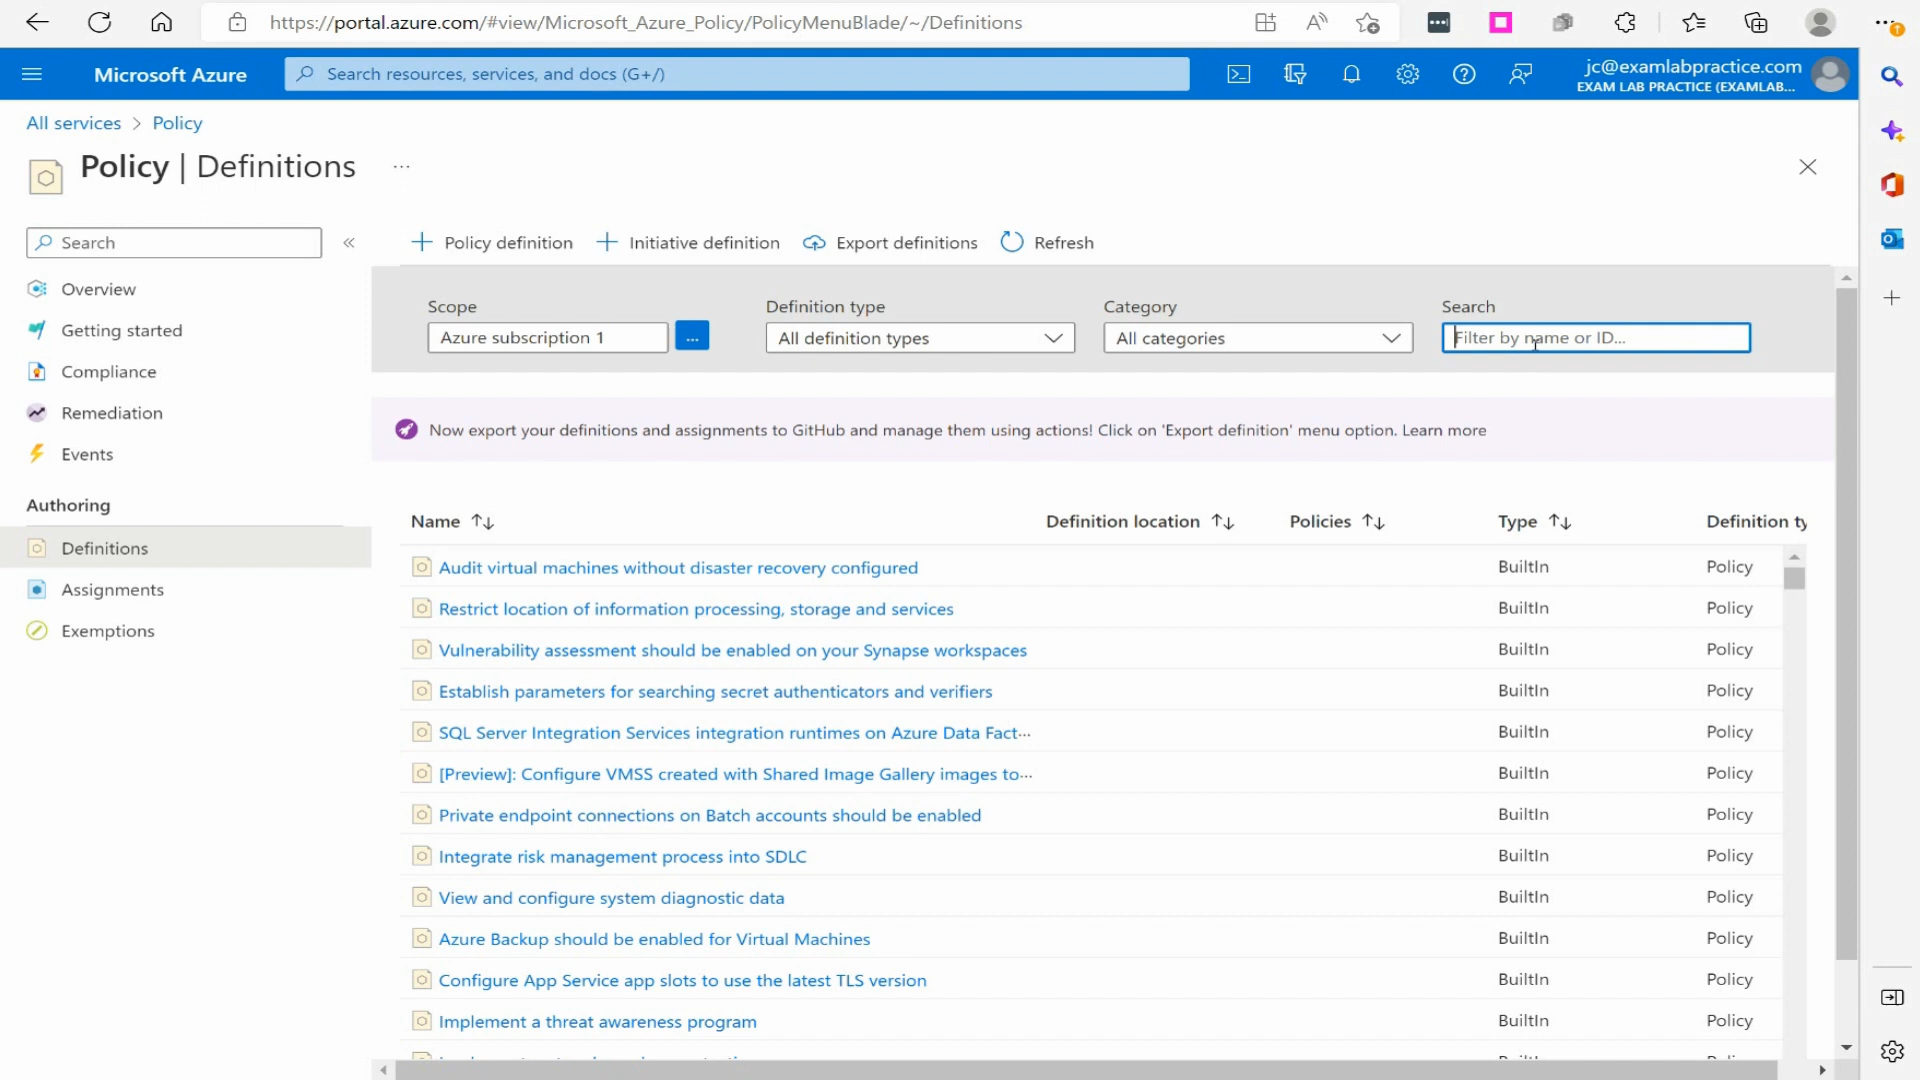 https://portal.azure.com/#view/Microsoft_Azure_Policy/PolicyMenuBlade/~/Definitions
Microsoft Azure
Search resources, services, and docs (G+/)
jc@examlabpractice.com
EXAM LAB PRACTICE (EXAMLAB...
All services > Policy
Policy | Definitions ...
Search
«
Policy definition
Initiative definition
Export definitions
Refresh
Overview
Getting started
Compliance
Remediation
Events
Authoring
Definitions
Assignments
Exemptions
Scope
Definition type
Category
Search
Azure subscription 1
...
All definition types
All categories
Filter by name or ID...
Now export your definitions and assignments to GitHub and manage them using actions! Click on 'Export definition' menu option. Learn more
Name ↑↓ Definition location ↑↓ Policies ↑↓ Type ↑↓ Definition ty
Audit virtual machines without disaster recovery configured BuiltIn Policy
Restrict location of information processing, storage and services BuiltIn Policy
Vulnerability assessment should be enabled on your Synapse workspaces BuiltIn Policy
Establish parameters for searching secret authenticators and verifiers BuiltIn Policy
SQL Server Integration Services integration runtimes on Azure Data Fact... BuiltIn Policy
[Preview]: Configure VMSS created with Shared Image Gallery images to... BuiltIn Policy
Private endpoint connections on Batch accounts should be enabled BuiltIn Policy
Integrate risk management process into SDLC BuiltIn Policy
View and configure system diagnostic data BuiltIn Policy
Azure Backup should be enabled for Virtual Machines BuiltIn Policy
Configure App Service app slots to use the latest TLS version BuiltIn Policy
Implement a threat awareness program BuiltIn Policy